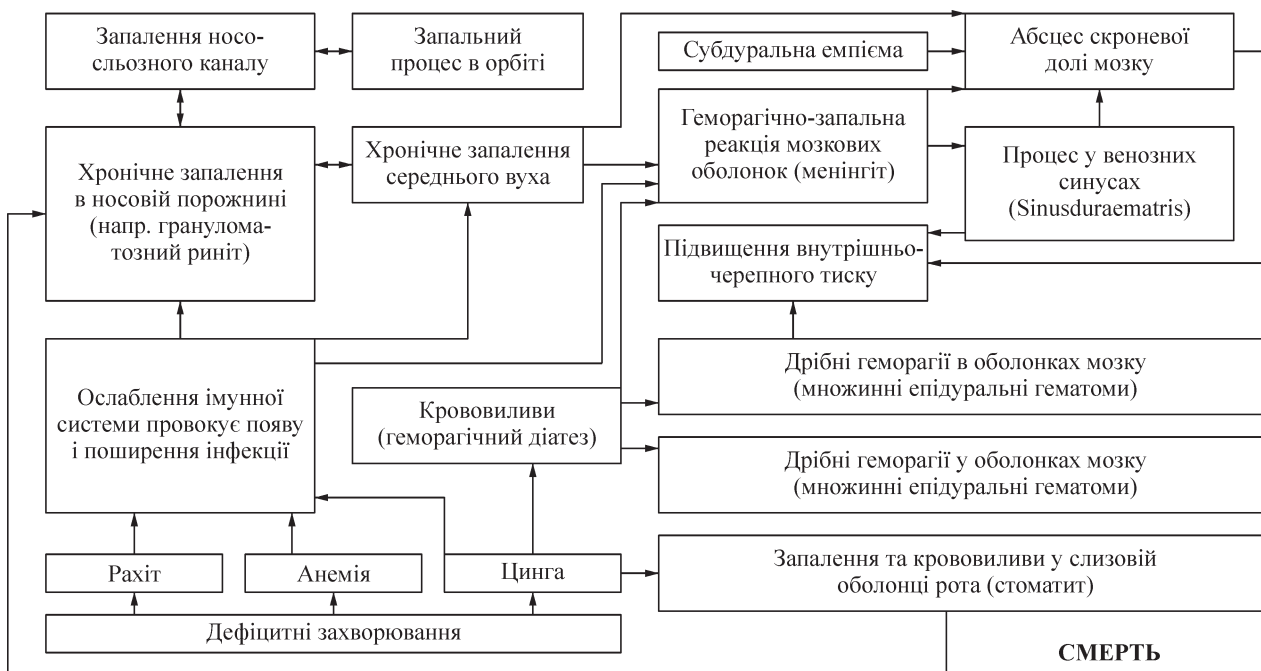 Запалення носо-
сльозного каналу
Запальний
процес в орбіті
Субдуральна емпієма
Абсцес скроневої
долі мозку
Хронічне запалення
в носовій порожнині
(напр. гранулома-
тозний риніт)
Хронічне запалення
середнього вуха
Геморагічно-запальна
реакція мозкових
оболонок (менінгіт)
Процес у венозних
синусах
(Sinusduraematris)
Підвищення внутрішньо-
черепного тиску
Ослаблення імунної
системи провокує появу
і поширення інфекції
Крововиливи
(геморагічний діатез)
Дрібні геморагії в оболонках мозку
(множинні епідуральні гематоми)
Дрібні геморагії у оболонках мозку
(множинні епідуральні гематоми)
Рахіт
Анемія
Цинга
Запалення та крововиливи у слизовій
оболонці рота (стоматит)
Дефіцитні захворювання
СМЕРТЬ